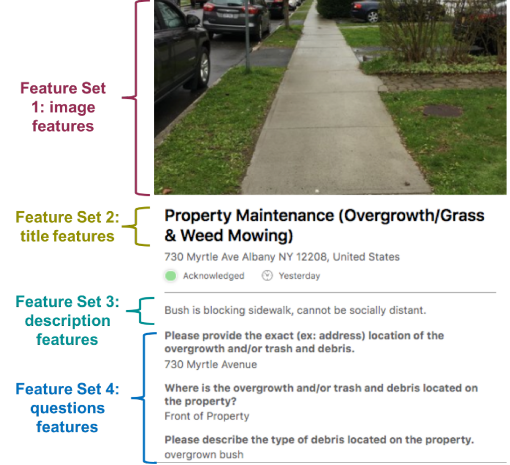 Feature Set
1: image
features
Feature Set 2:
title features
Property Maintenance (Overgrowth/Grass
& Weed Mowing)
730 Myrtle Ave Albany NY 12208, United States
Acknowledged Yesterday
Feature Set 3:
description
features
Bush is blocking sidewalk, cannot be socially distant.
Feature Set 4:
questions
features
Please provide the exact (ex: address) location of the
overgrowth and/or trash and debris.
730 Myrtle Avenue
Where is the overgrowth and/or trash and debris located on
the property?
Front of Property
Please describe the type of debris located on the property.
overgrown bush